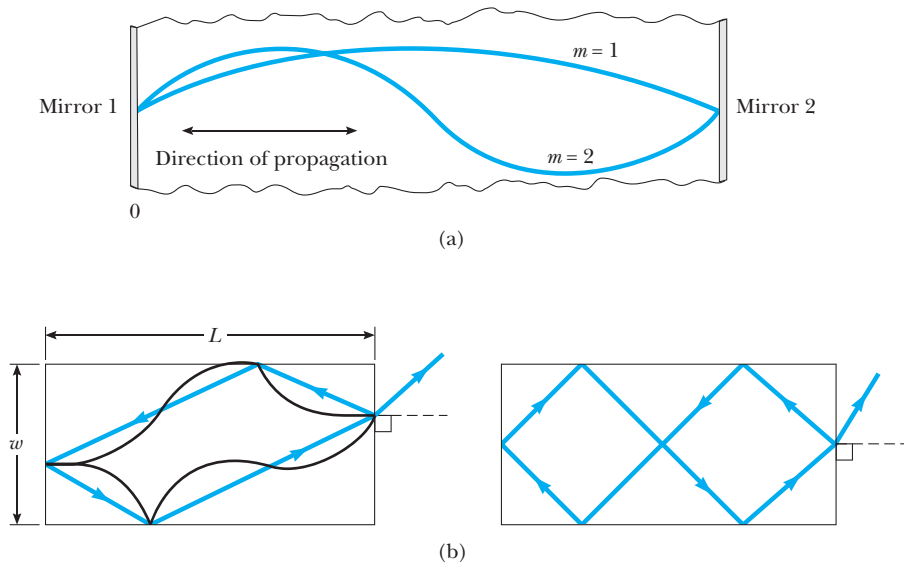 m = 1
Mirror 1
Mirror 2
Direction of propagation
m = 2
0
(a)
L
w
(b)